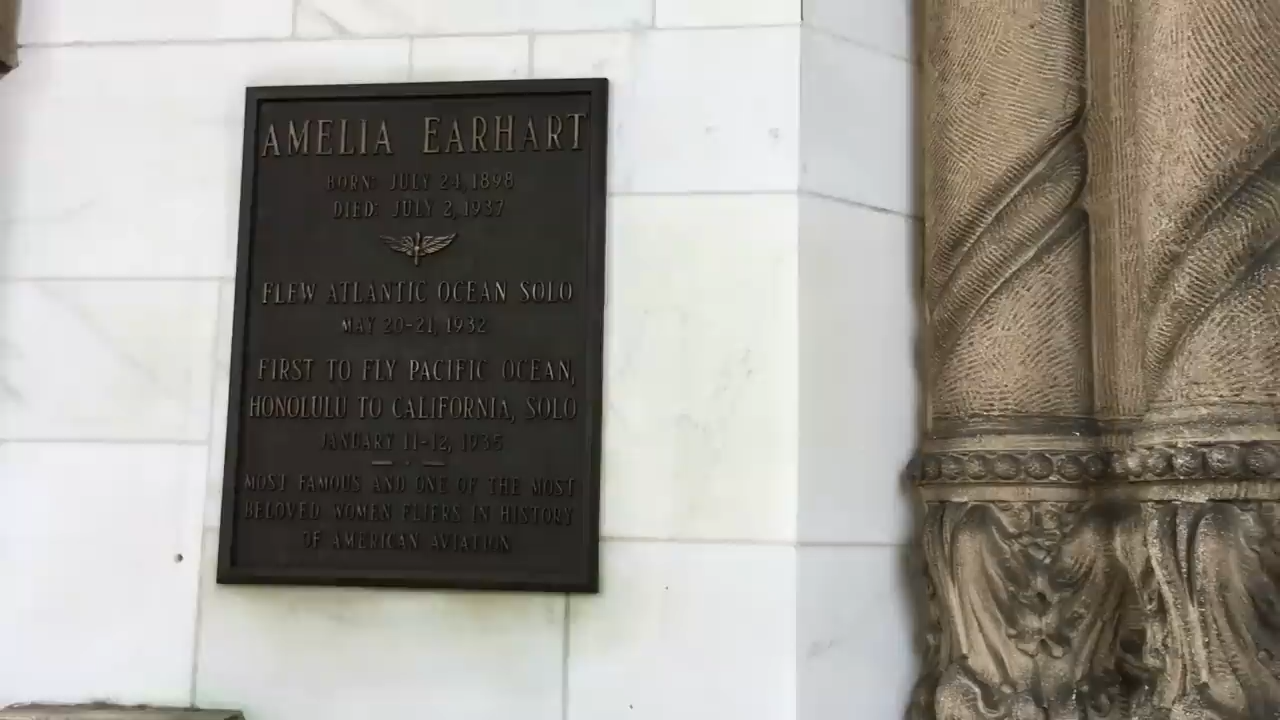 AMELIA EARHART
BORN: JULY 24, 1898
DIED: JULY 2, 1937
FLEW ATLANTIC OCEAN SOLO
MAY 20-21, 1932
FIRST TO FLY PACIFIC OCEAN,
HONOLULU TO CALIFORNIA, SOLO
JANUARY 11-12, 1935
MOST FAMOUS AND ONE OF THE MOST
BELOVED WOMEN FLIERS IN HISTORY
OF AMERICAN AVIATION